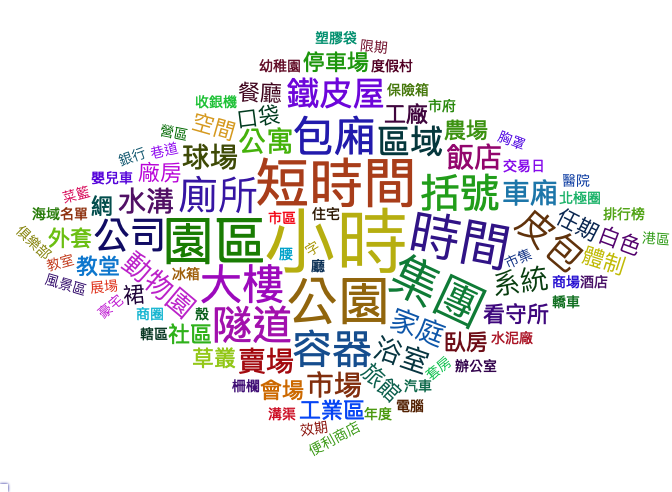 塑膠袋
限期
幼稚園
停車場
度假村
餐廳
鐵皮屋
保險箱
收銀機
口袋
工廠
市府
營區
空間
公寓
包廂
區域
農場
胸罩
銀行
巷道
廠房
球場
短時間
飯店
交易日
嬰兒車
廁所
括號
車廂
醫院
北極圈
菜籃
網
水溝
海域
名單
市區
住宅
小時
時間
皮包
任期
排行榜
白色
港區
俱樂部
外套
公司
園區
腰
字
廳
市集
體制
教室
教堂
動物園
大樓
冰箱
集團
系統
商場
酒店
風景區
展場
裙
豪宅
公園
轎車
商圈
殼
隧道
家庭
看守所
轄區
社區
容器
浴室
臥房
水泥廠
草叢
賣場
旅館
套房
辦公室
柵欄
會場
市場
汽車
溝渠
工業區
年度
電腦
效期
便利商店